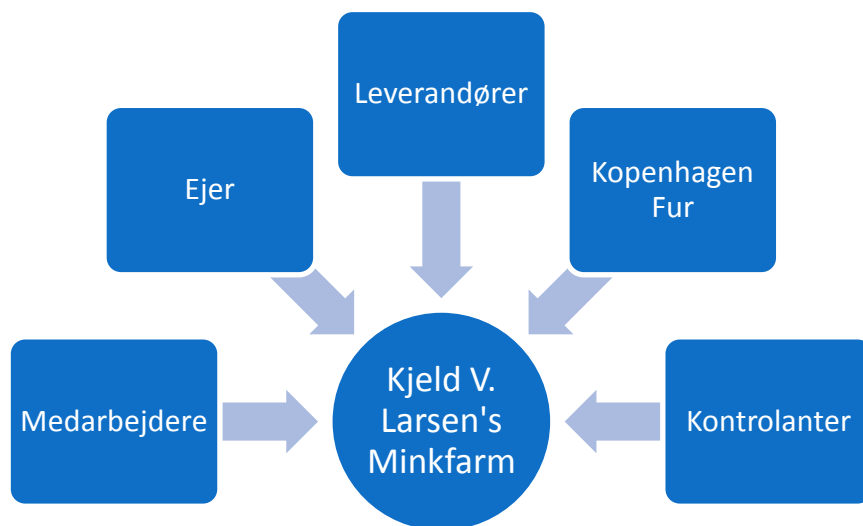 Leverandører
Ejer
Kopenhagen
Fur
Medarbejdere
Kjeld V.
Larsen's
Minkfarm
Kontrolanter